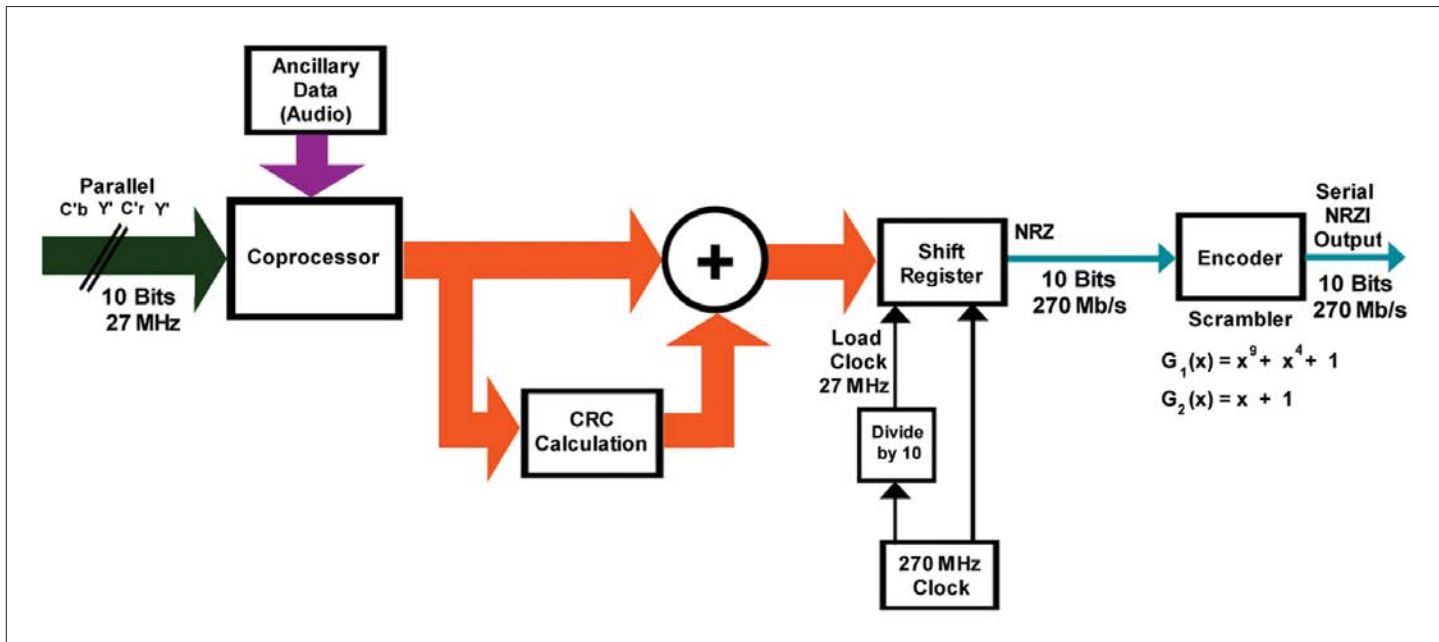 Ancillary
Data
(Audio)
Parallel
C'b Y' C'r Y'
10 Bits
27 MHz
Coprocessor
+
CRC
Calculation
Shift
Register
Load
Clock
27 MHz
Divide
by 10
270 MHz
Clock
NRZ
10 Bits
270 Mb/s
Encoder
Scrambler
G₁(x) = x⁹ + x⁴ + 1
G₂(x) = x + 1
Serial
NRZI
Output
10 Bits
270 Mb/s